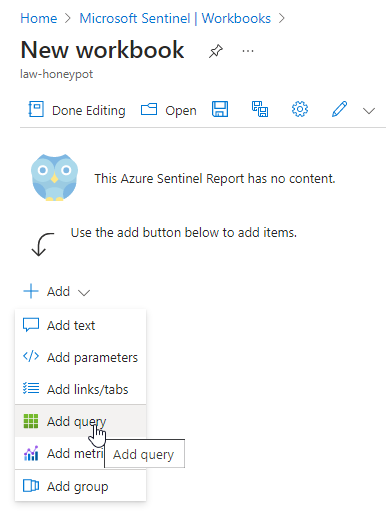 Home > Microsoft Sentinel | Workbooks >
New workbook
law-honeypot
Done Editing Open
This Azure Sentinel Report has no content.
Use the add button below to add items.
Add
Add text
Add parameters
Add links/tabs
Add query
Add metri
Add query
Add group